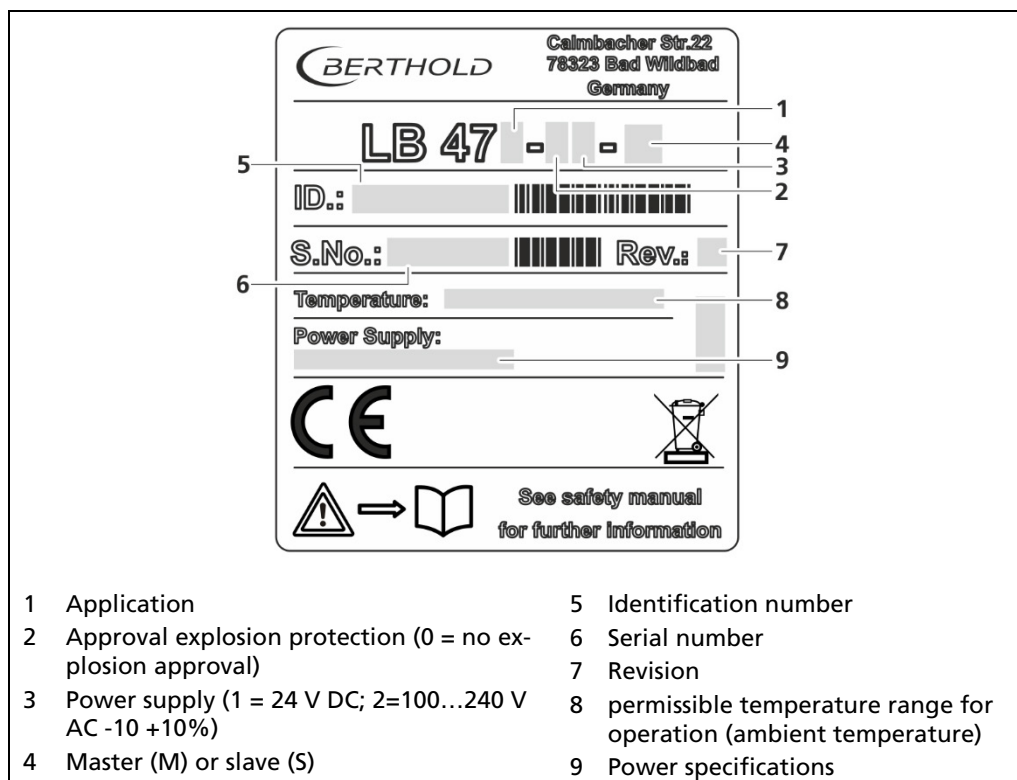 BERTHOLD
Calmbacher Str.22
78323 Bad Wildbad
Germany
LB 47 - -
ID.:
S.No.: Rev.:
Temperature:
Power Supply:
CE
See safety manual
for further information
1
4
3
2
5
7
6
8
9
1 Application
2 Approval explosion protection (0 = no ex-
plosion approval)
3 Power supply (1 = 24 V DC; 2=100…240 V
AC -10 +10%)
4 Master (M) or slave (S)
5 Identification number
6 Serial number
7 Revision
8 permissible temperature range for
operation (ambient temperature)
9 Power specifications